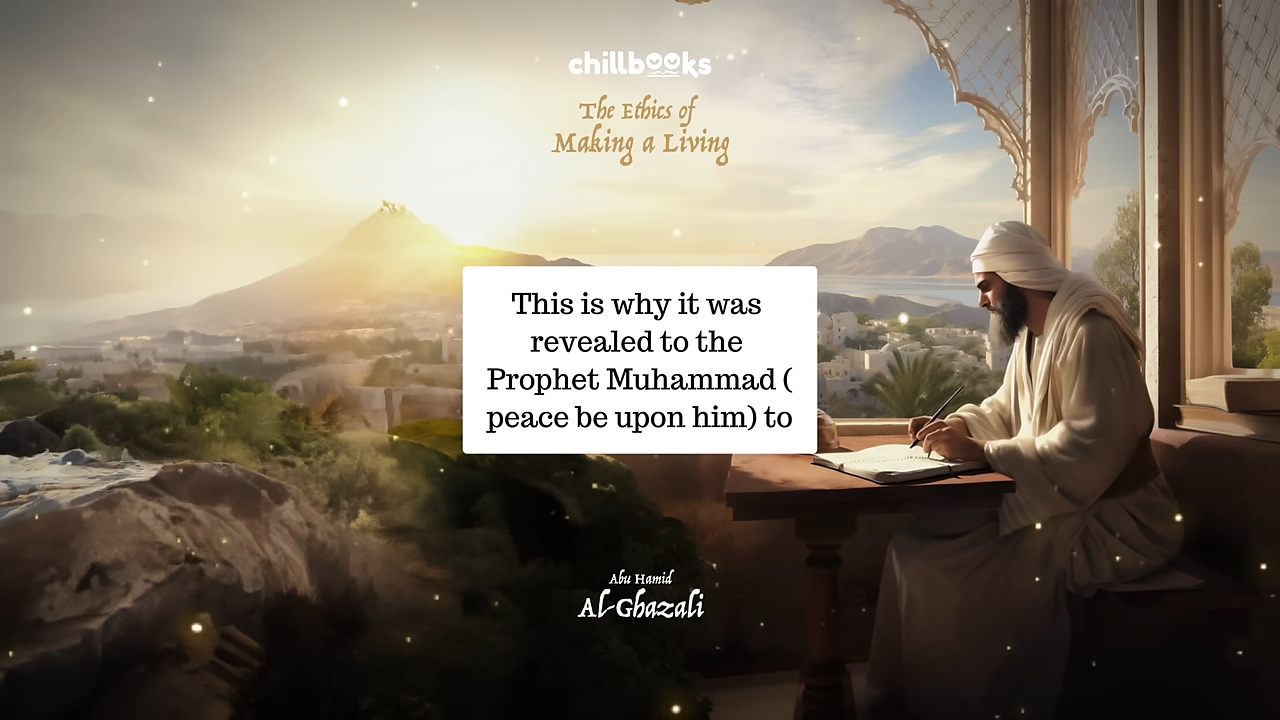 chillbooks
The Ethics of
Making a Living
This is why it was
revealed to the
Prophet Muhammad (
peace be upon him) to
Abu Hamid
Al-Ghazali